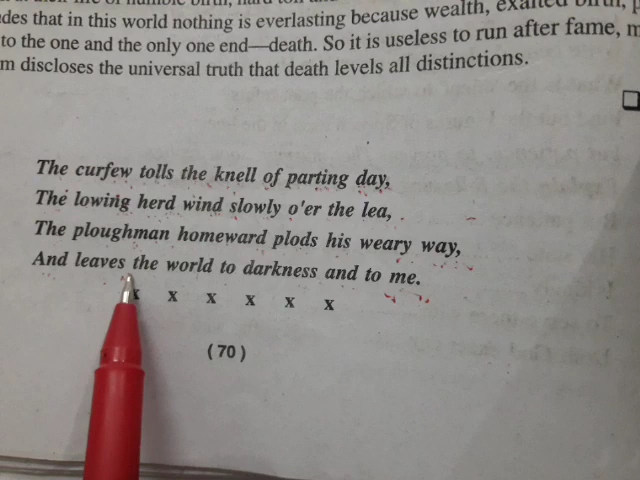 udes that in this world nothing is everlasting because wealth, exalted birth,
to the one and the only one end—death. So it is useless to run after fame, m
m discloses the universal truth that death levels all distinctions.
The curfew tolls the knell of parting day,
The lowing herd wind slowly o'er the lea,
The ploughman homeward plods his weary way,
And leaves the world to darkness and to me.
x x x x x x
(70)